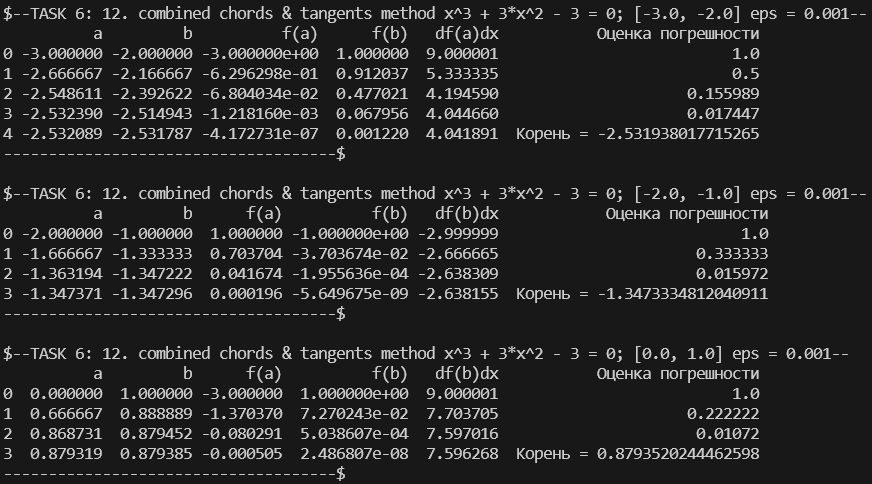 $--TASK 6: 12. combined chords & tangents method x^3 + 3*x^2 - 3 = 0; [-3.0, -2.0] eps = 0.001--
a b f(a) f(b) df(a)dx Оценка погрешности
0 -3.000000 -2.000000 -3.000000e+00 1.000000 9.000001 1.0
1 -2.666667 -2.166667 -6.296298e-01 0.912037 5.333335 0.5
2 -2.548611 -2.392622 -6.804034e-02 0.477021 4.194590 0.155989
3 -2.532390 -2.514943 -1.218160e-03 0.067956 4.044660 0.017447
4 -2.532089 -2.531787 -4.172731e-07 0.001220 4.041891 Корень = -2.531938017715265
-------------------------------------$
$--TASK 6: 12. combined chords & tangents method x^3 + 3*x^2 - 3 = 0; [-2.0, -1.0] eps = 0.001--
a b f(a) f(b) df(b)dx Оценка погрешности
0 -2.000000 -1.000000 1.000000 -1.000000e+00 -2.999999 1.0
1 -1.666667 -1.333333 0.703704 -3.703674e-02 -2.666665 0.333333
2 -1.363194 -1.347222 0.041674 -1.955636e-04 -2.638309 0.015972
3 -1.347371 -1.347296 0.000196 -5.649675e-09 -2.638155 Корень = -1.3473334812040911
-------------------------------------$
$--TASK 6: 12. combined chords & tangents method x^3 + 3*x^2 - 3 = 0; [0.0, 1.0] eps = 0.001--
a b f(a) f(b) df(b)dx Оценка погрешности
0 0.000000 1.000000 -3.000000 1.000000e+00 9.000001 1.0
1 0.666667 0.888889 -1.370370 7.270243e-02 7.703705 0.222222
2 0.868731 0.879452 -0.080291 5.038607e-04 7.597016 0.01072
3 0.879319 0.879385 -0.000505 2.486807e-08 7.596268 Корень = 0.8793520244462598
-------------------------------------$